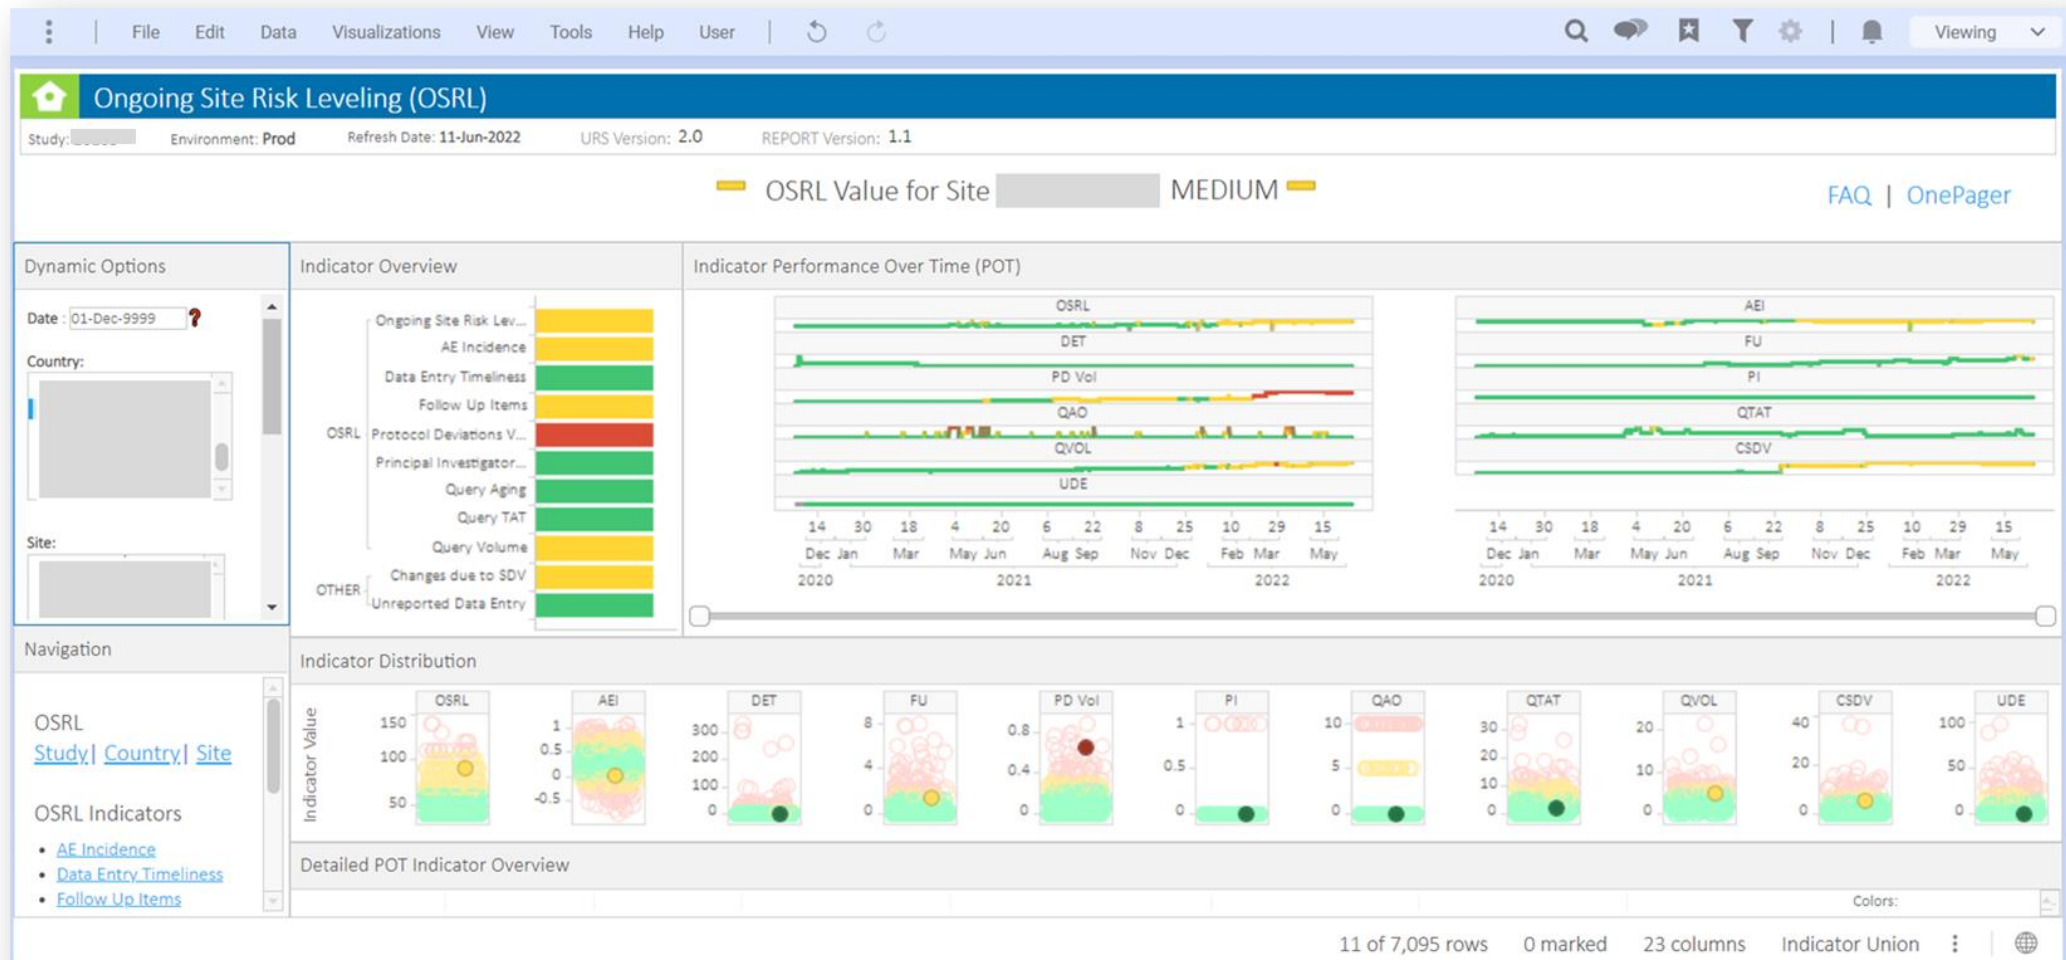 File Edit Data Visualizations View Tools Help User Viewing
Ongoing Site Risk Leveling (OSRL)
Study: Environment: Prod Refresh Date: 11-Jun-2022 URS Version: 2.0 REPORT Version: 1.1
OSRL Value for Site MEDIUM
FAQ | OnePager
Dynamic Options
Date : 01-Dec-9999 ?
Country:
Site:
Navigation
OSRL
Study| Country| Site
OSRL Indicators
• AE Incidence
• Data Entry Timeliness
• Follow Up Items
Indicator Overview
OSRL
Ongoing Site Risk Lev...
AE Incidence
Data Entry Timeliness
Follow Up Items
Protocol Deviations V...
Principal Investigator...
Query Aging
Query TAT
Query Volume
OTHER
Changes due to SDV
Unreported Data Entry
Indicator Performance Over Time (POT)
OSRL
DET
PD Vol
QAO
QVOL
UDE
14 30 18 4 20 6 22 8 25 10 29 15
Dec Jan Mar May Jun Aug Sep Nov Dec Feb Mar May
2020 2021 2022
AEI
FU
PI
QTAT
CSDV
14 30 18 4 20 6 22 8 25 10 29 15
Dec Jan Mar May Jun Aug Sep Nov Dec Feb Mar May
2020 2021 2022
Indicator Distribution
Indicator Value
OSRL
150
100
50
AEI
1
0.5
0
-0.5
DET
300
200
100
0
FU
8
4
0
PD Vol
0.8
0.4
0
PI
1
0.5
0
QAO
10
5
0
QTAT
30
20
10
0
QVOL
20
10
0
CSDV
40
20
0
UDE
100
50
0
Detailed POT Indicator Overview
Colors:
11 of 7,095 rows 0 marked 23 columns Indicator Union